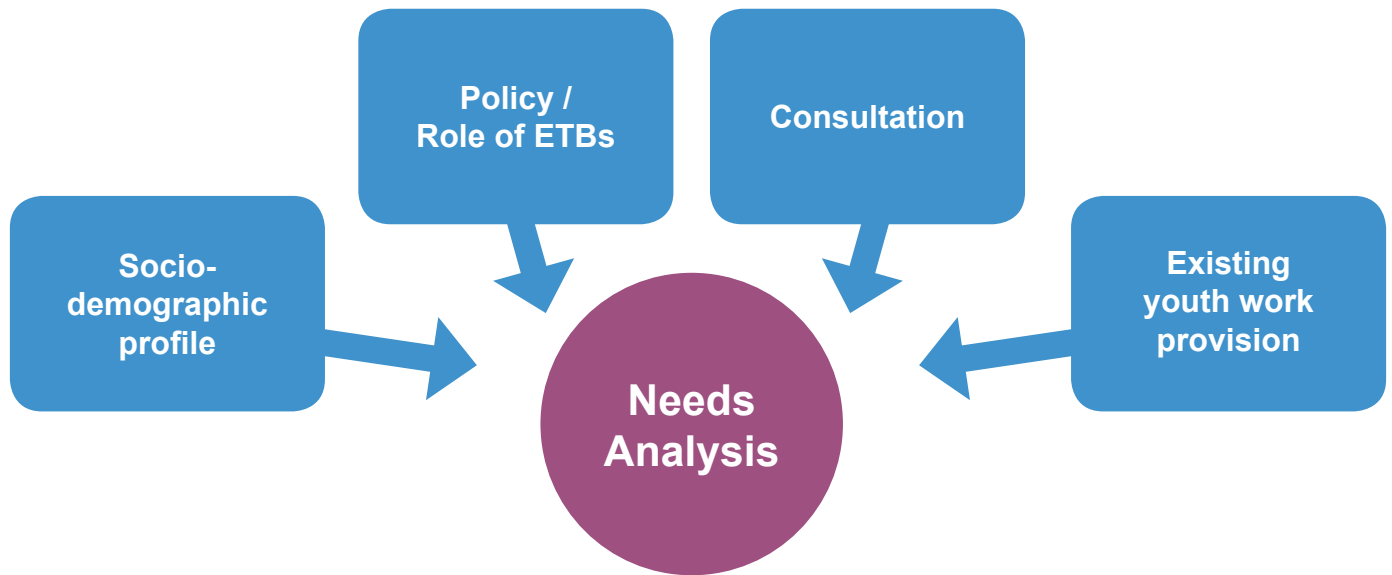 Policy /
Role of ETBs
Consultation
Socio-
demographic
profile
Existing
youth work
provision
Needs
Analysis